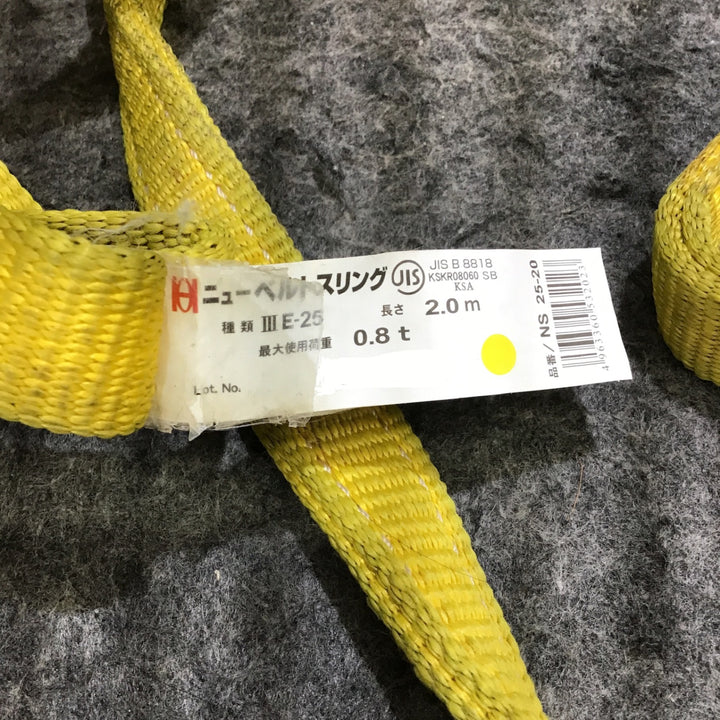 ニューベルトスリング JIS
JIS B 8818
KSKR08060 SB
KSA
種類 III E-25 長さ 2.0 m
最大使用荷重 0.8 t
Lot. No.
品番/NS 25-20
4963360532023